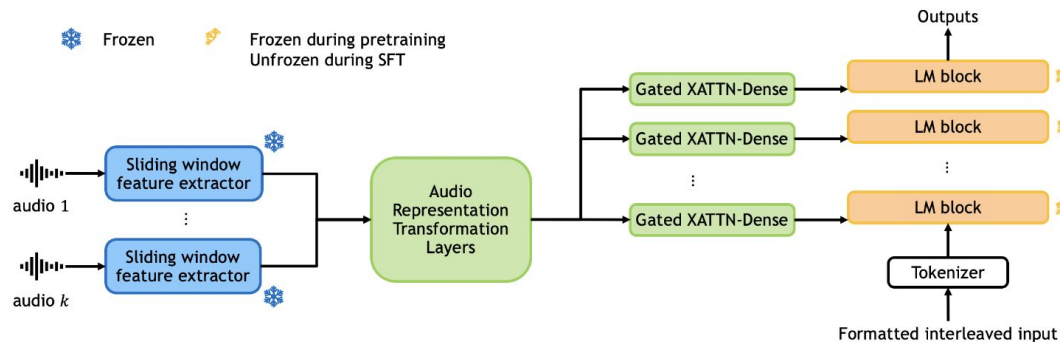 Frozen
Frozen during pretraining
Unfrozen during SFT
Outputs
Sliding window
feature extractor
audio 1
⋮
Sliding window
feature extractor
audio k
Audio
Representation
Transformation
Layers
Gated XATTN-Dense
Gated XATTN-Dense
⋮
Gated XATTN-Dense
LM block
LM block
⋮
LM block
Tokenizer
Formatted interleaved input